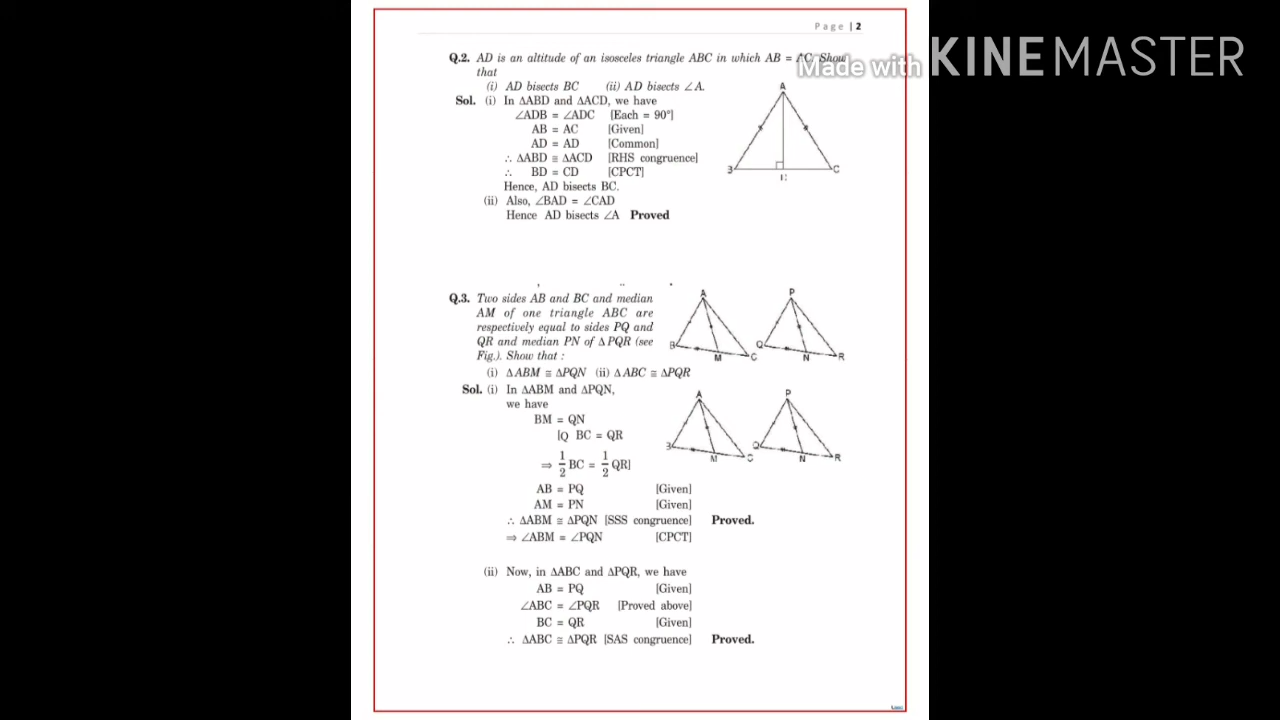 Page | 2
Made with KINEMASTER
Q.2. AD is an altitude of an isosceles triangle ABC in which AB = AC. Show
that
(i) AD bisects BC (ii) AD bisects ∠A.
Sol. (i) In ΔABD and ΔACD, we have
∠ADB = ∠ADC [Each = 90°]
AB = AC [Given]
AD = AD [Common]
∴ ΔABD ≅ ΔACD [RHS congruence]
∴ BD = CD [CPCT]
Hence, AD bisects BC.
(ii) Also, ∠BAD = ∠CAD
Hence AD bisects ∠A Proved
A
B C
Q.3. Two sides AB and BC and median
AM of one triangle ABC are
respectively equal to sides PQ and
QR and median PN of Δ PQR (see
Fig.). Show that :
(i) Δ ABM ≅ ΔPQN (ii) Δ ABC ≅ ΔPQR
A P
B M C Q N R
Sol. (i) In ΔABM and ΔPQN,
we have
BM = QN
[Q BC = QR
⇒ 1/2 BC = 1/2 QR]
AB = PQ [Given]
AM = PN [Given]
∴ ΔABM ≅ ΔPQN [SSS congruence] Proved.
⇒ ∠ABM = ∠PQN [CPCT]
A P
B M C Q N R
(ii) Now, in ΔABC and ΔPQR, we have
AB = PQ [Given]
∠ABC = ∠PQR [Proved above]
BC = QR [Given]
∴ ΔABC ≅ ΔPQR [SAS congruence] Proved.